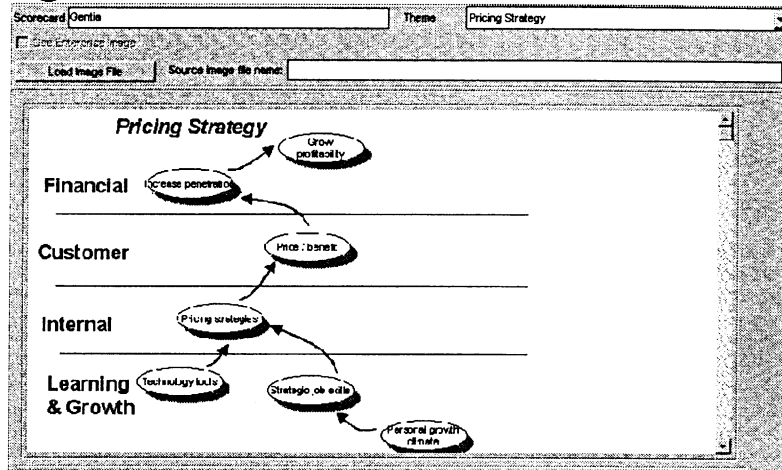 Scorecard Gentia Theme Pricing Strategy
Use Enterprise Image
Load Image File Source image file name:
Pricing Strategy
Grow
profitability
Financial
Increase penetration
Customer
Price / benefit
Internal
Pricing strategies
Learning
& Growth
Technology tools
Strategic job skills
Personal growth
climate